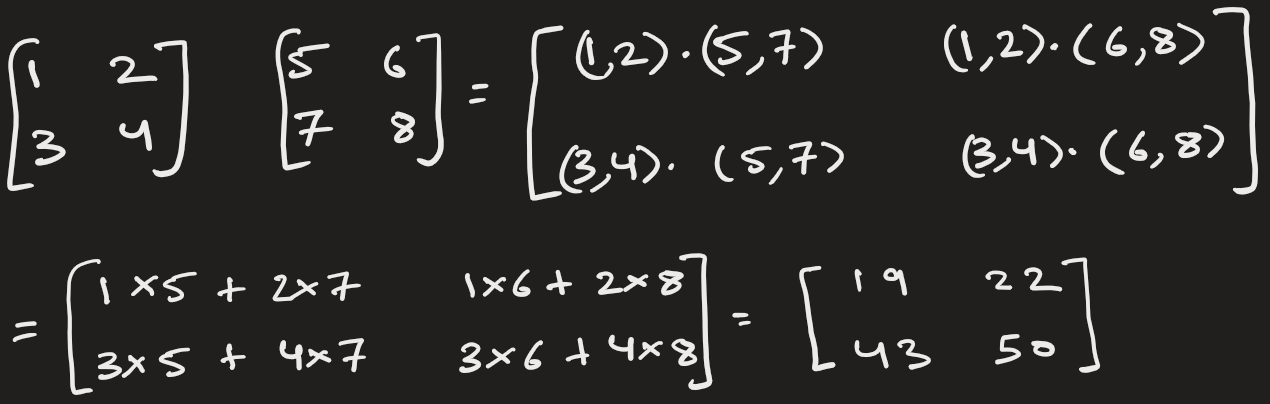 [1 2 3 4] [5 6 7 8] = [(1,2)·(5,7) (1,2)·(6,8) (3,4)·(5,7) (3,4)·(6,8)]
= [1×5 + 2×7 1×6 + 2×8 3×5 + 4×7 3×6 + 4×8] = [19 22 43 50]